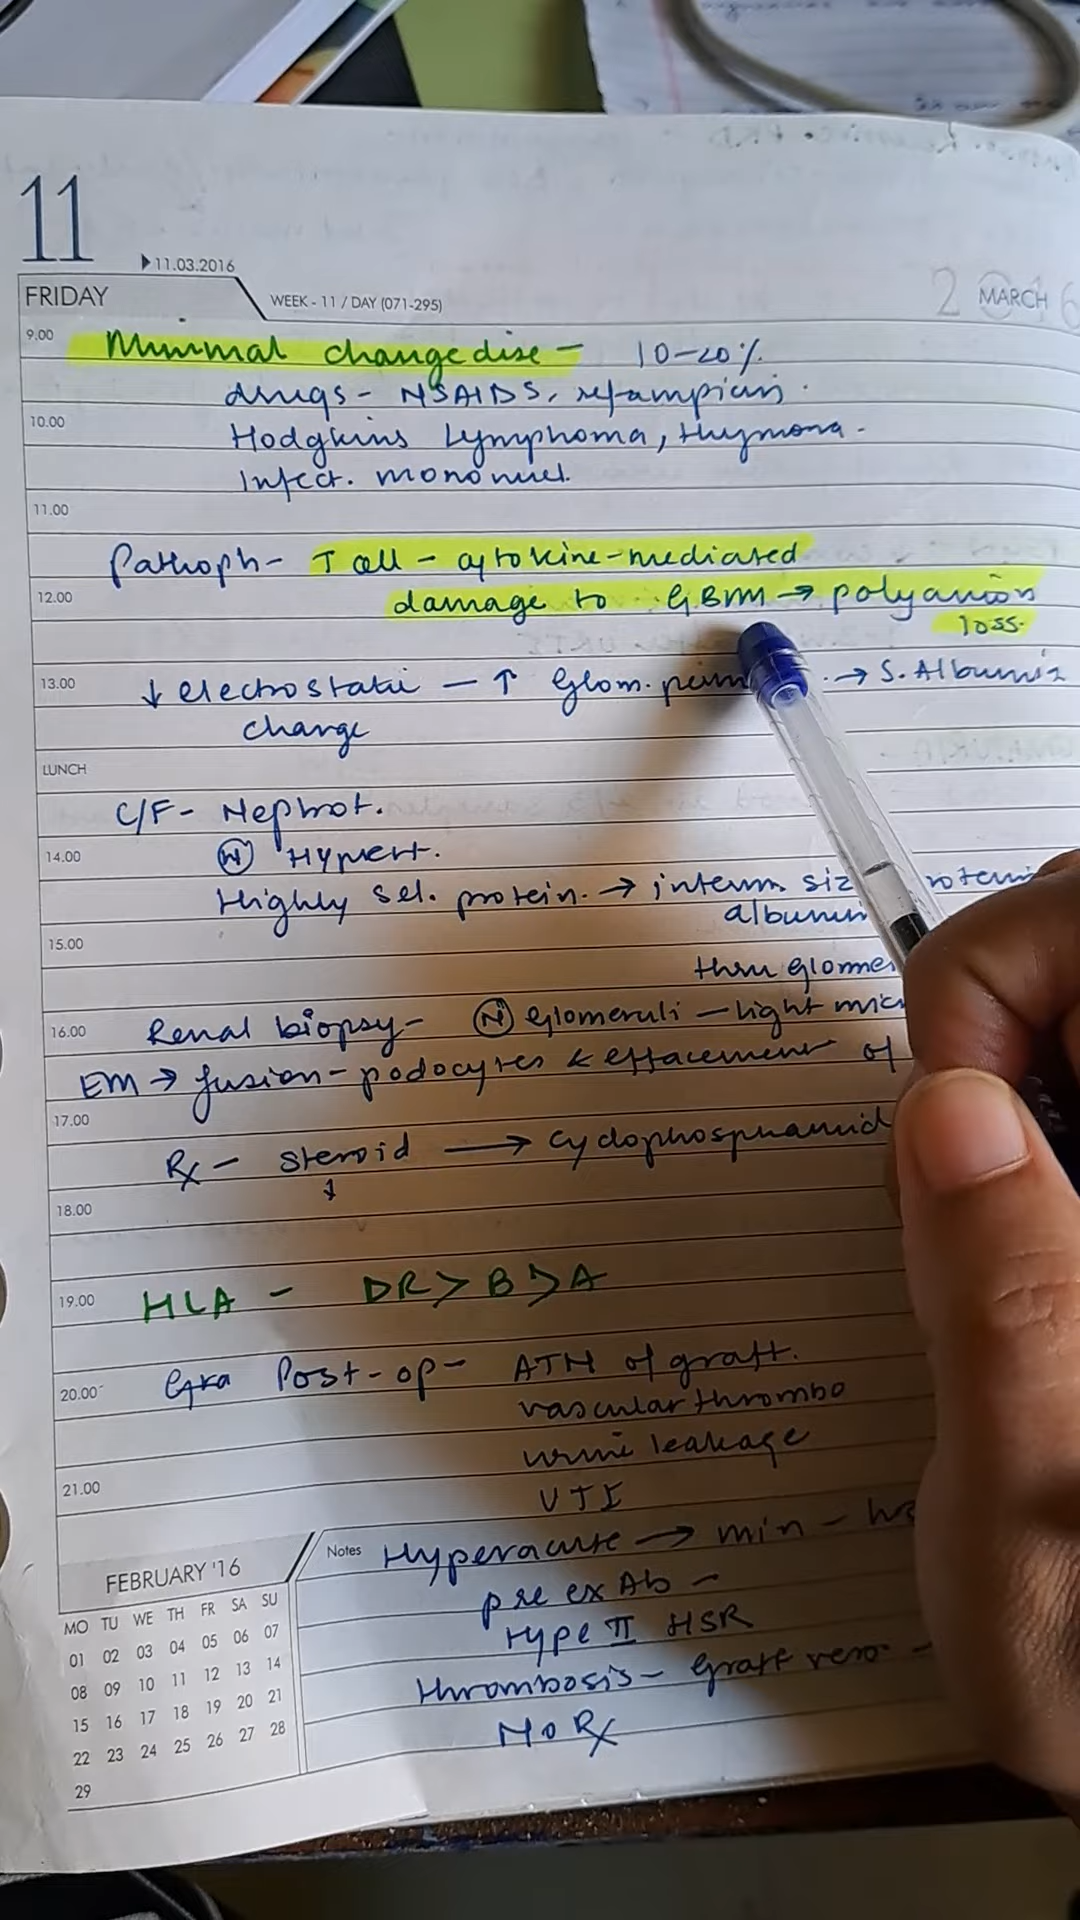 11
11.03.2016
FRIDAY
WEEK - 11 / DAY (071-295)
MARCH
9.00
Minimal change dise - 10-20%
drugs - NSAIDS, refampicin.
10.00
Hodgkins Lymphoma, thymoma.
Infect. mononucl.
11.00
Pathoph - T cell - cytokine-mediated
12.00
damage to GBM → polyanion
loss.
13.00
↓ electrostatic - ↑ Glom. → S. Albumin
change
LUNCH
C/F - Nephrot.
14.00
Ⓝ Hypert.
Highly sel. protein. → interm siz
albumin
15.00
thru glome
16.00
Renal biopsy - Ⓝ Glomeruli - light mic
EM → fusion - podocytes & effacement of
17.00
Rx - steroid → cyclophosphamid
↓
18.00
19.00
HLA - DR > B > A
20.00
Post-op - ATN of graft.
vascular thrombo
urine leakage
21.00
UTI
Notes
Hyperacute → min - hr
pre ex Ab -
type II HSR
thrombosis - Graft -
No Rx
FEBRUARY '16
MO TU WE TH FR SA SU
01 02 03 04 05 06 07
08 09 10 11 12 13 14
15 16 17 18 19 20 21
22 23 24 25 26 27 28
29